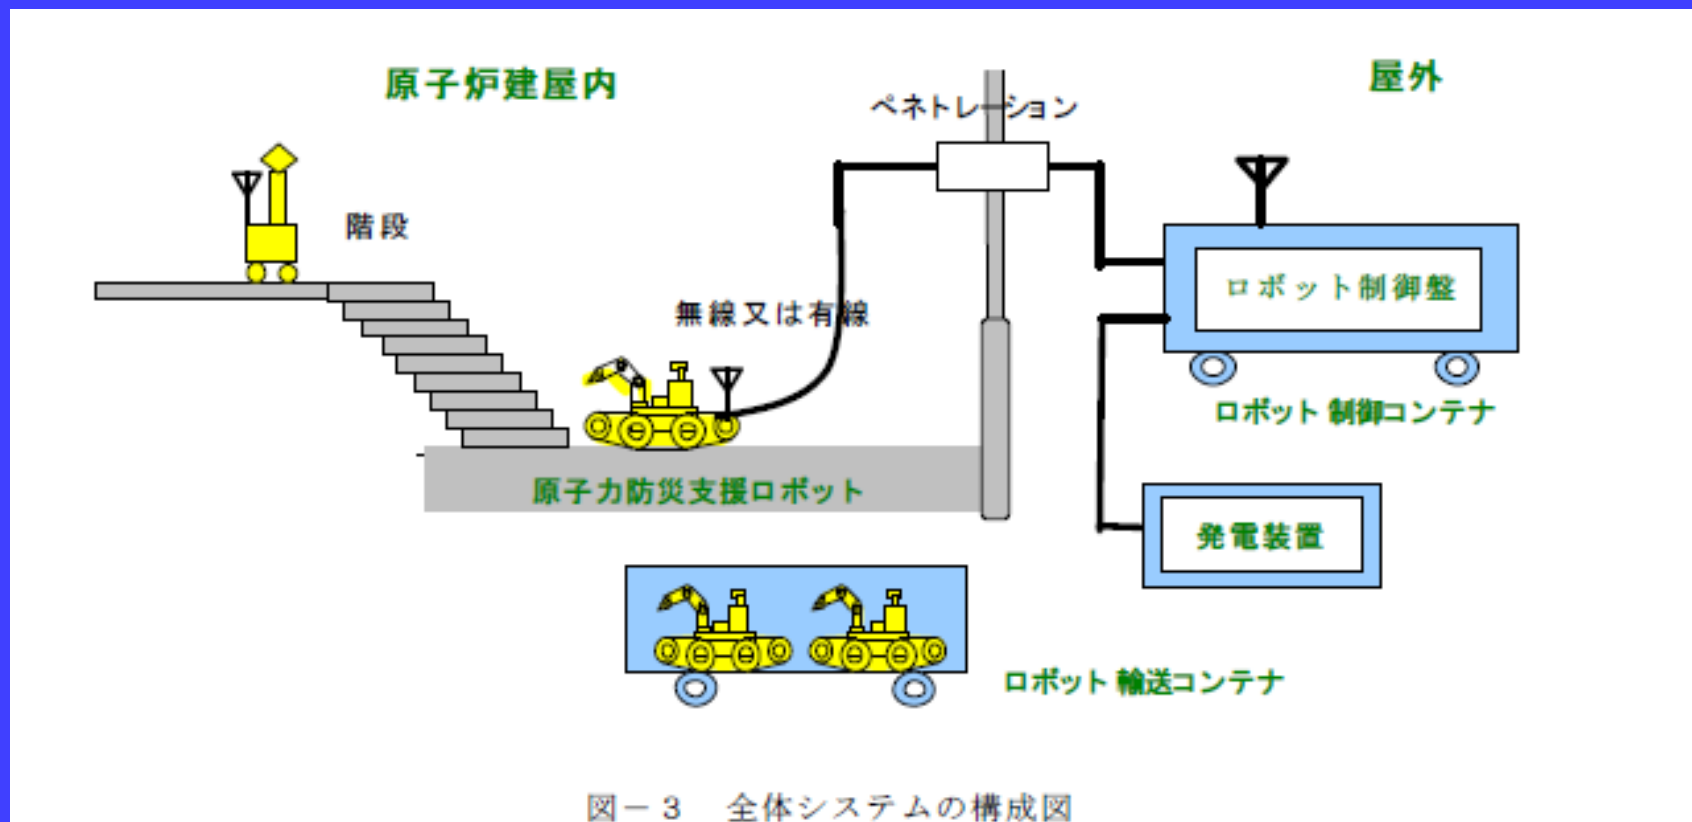 原子炉建屋内
屋外
ペネトレーション
階段
ロボット制御盤
無線又は有線
ロボット制御コンテナ
原子力防災支援ロボット
発電装置
ロボット輸送コンテナ
図－3　全体システムの構成図